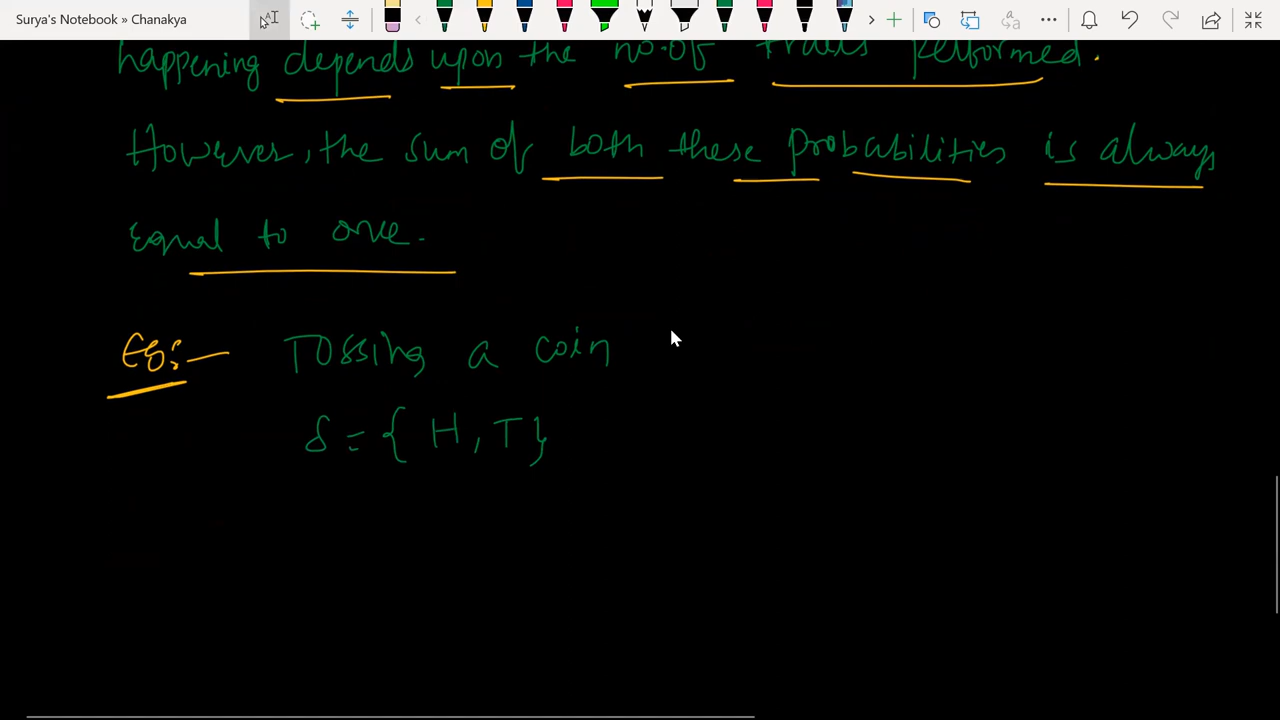 Surya's Notebook » Chanakya
happening depends upon the no.of trails performed.
However, the sum of both these probabilities is always
equal to one.
Eg:-  Tossing a coin
S = { H, T}